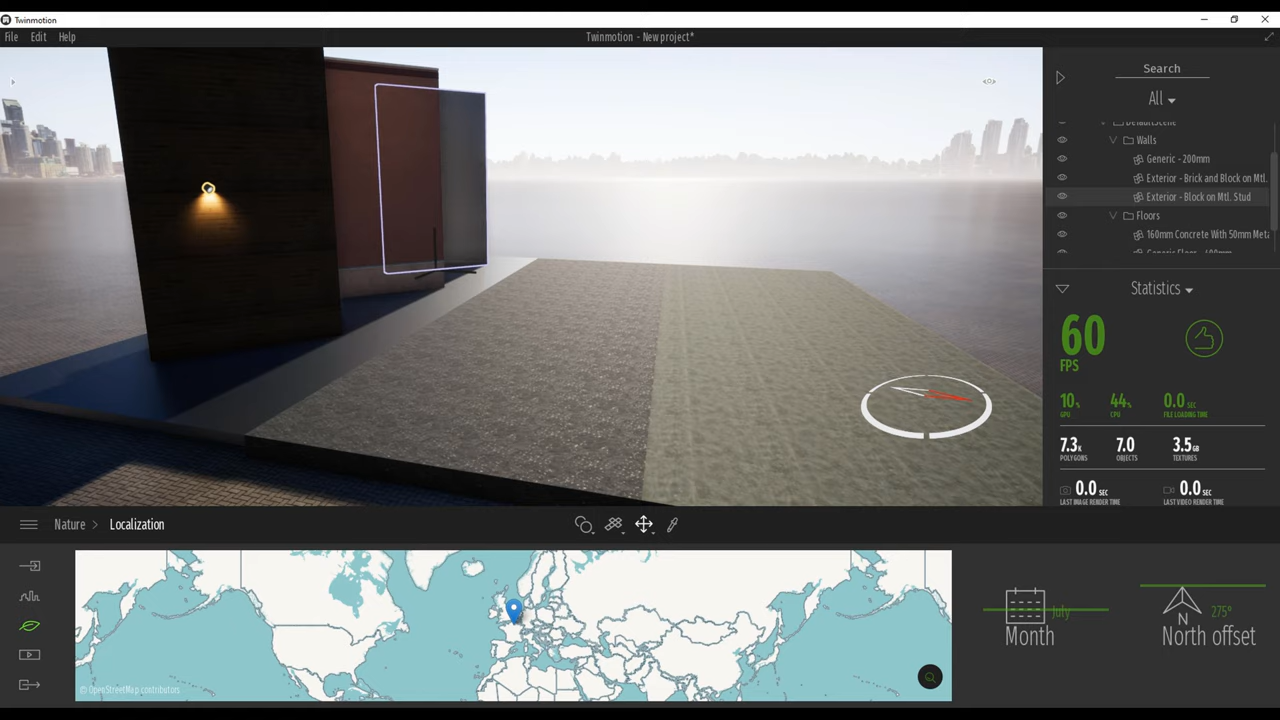 Twinmotion
File Edit Help
Twinmotion - New project*
Search
All
DefaultScene
Walls
Generic - 200mm
Exterior - Brick and Block on Mtl.
Exterior - Block on Mtl. Stud
Floors
160mm Concrete With 50mm Meta
Statistics
60
FPS
10% 44% 0.0 SEC
GPU CPU FILE LOADING TIME
7.3K 7.0 3.5GB
POLYGONS OBJECTS TEXTURES
0.0 SEC 0.0 SEC
LAST IMAGE RENDER TIME LAST VIDEO RENDER TIME
Nature > Localization
July
Month
275°
N
North offset
© OpenStreetMap contributors